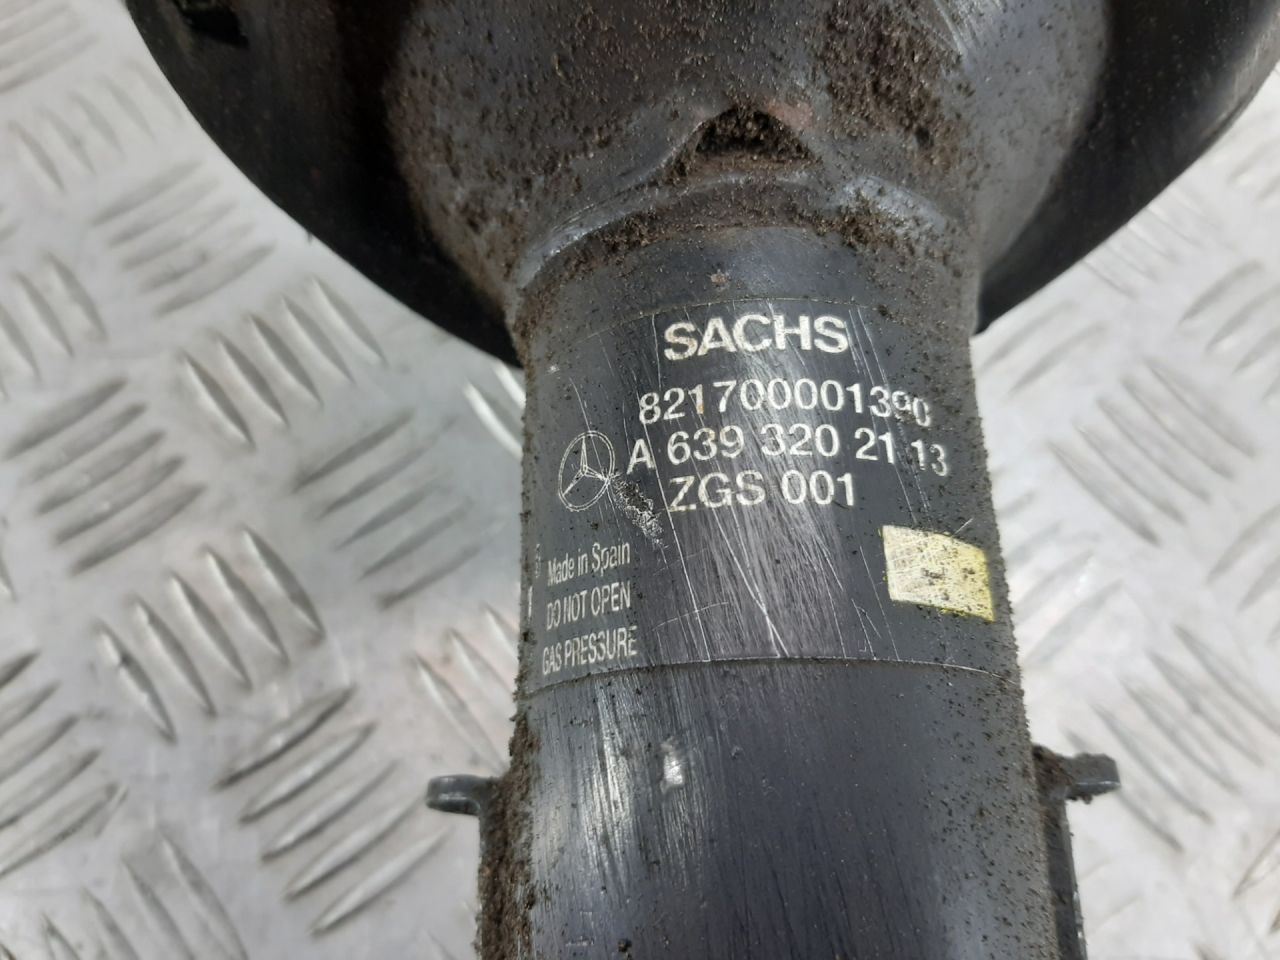 SACHS
821700001390
A 639 320 21 13
ZGS 001
Made in Spain
DO NOT OPEN
GAS PRESSURE